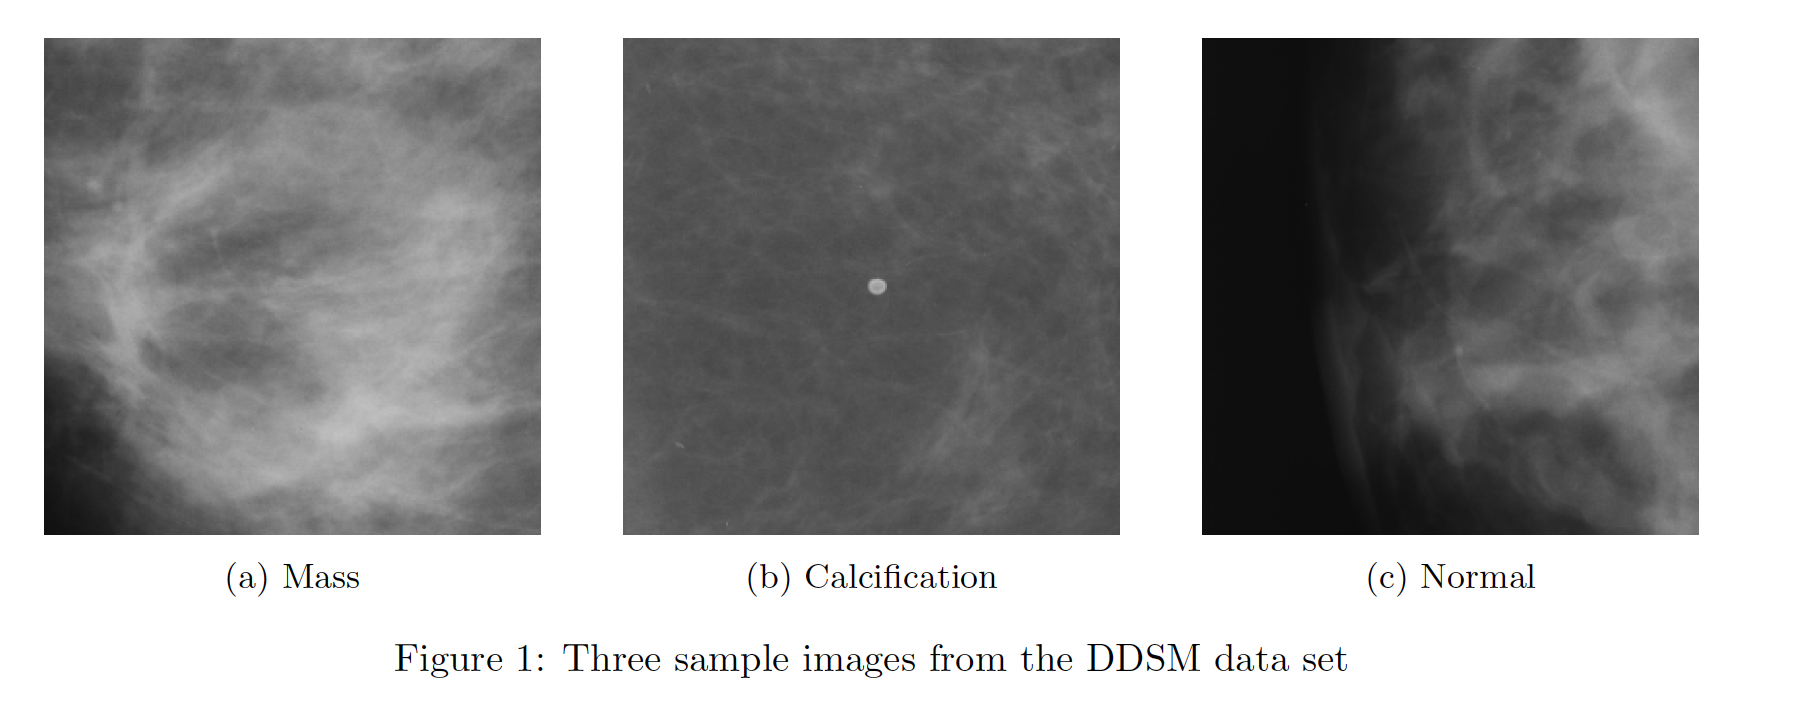 (a) Mass
(b) Calcification
(c) Normal
Figure 1: Three sample images from the DDSM data set